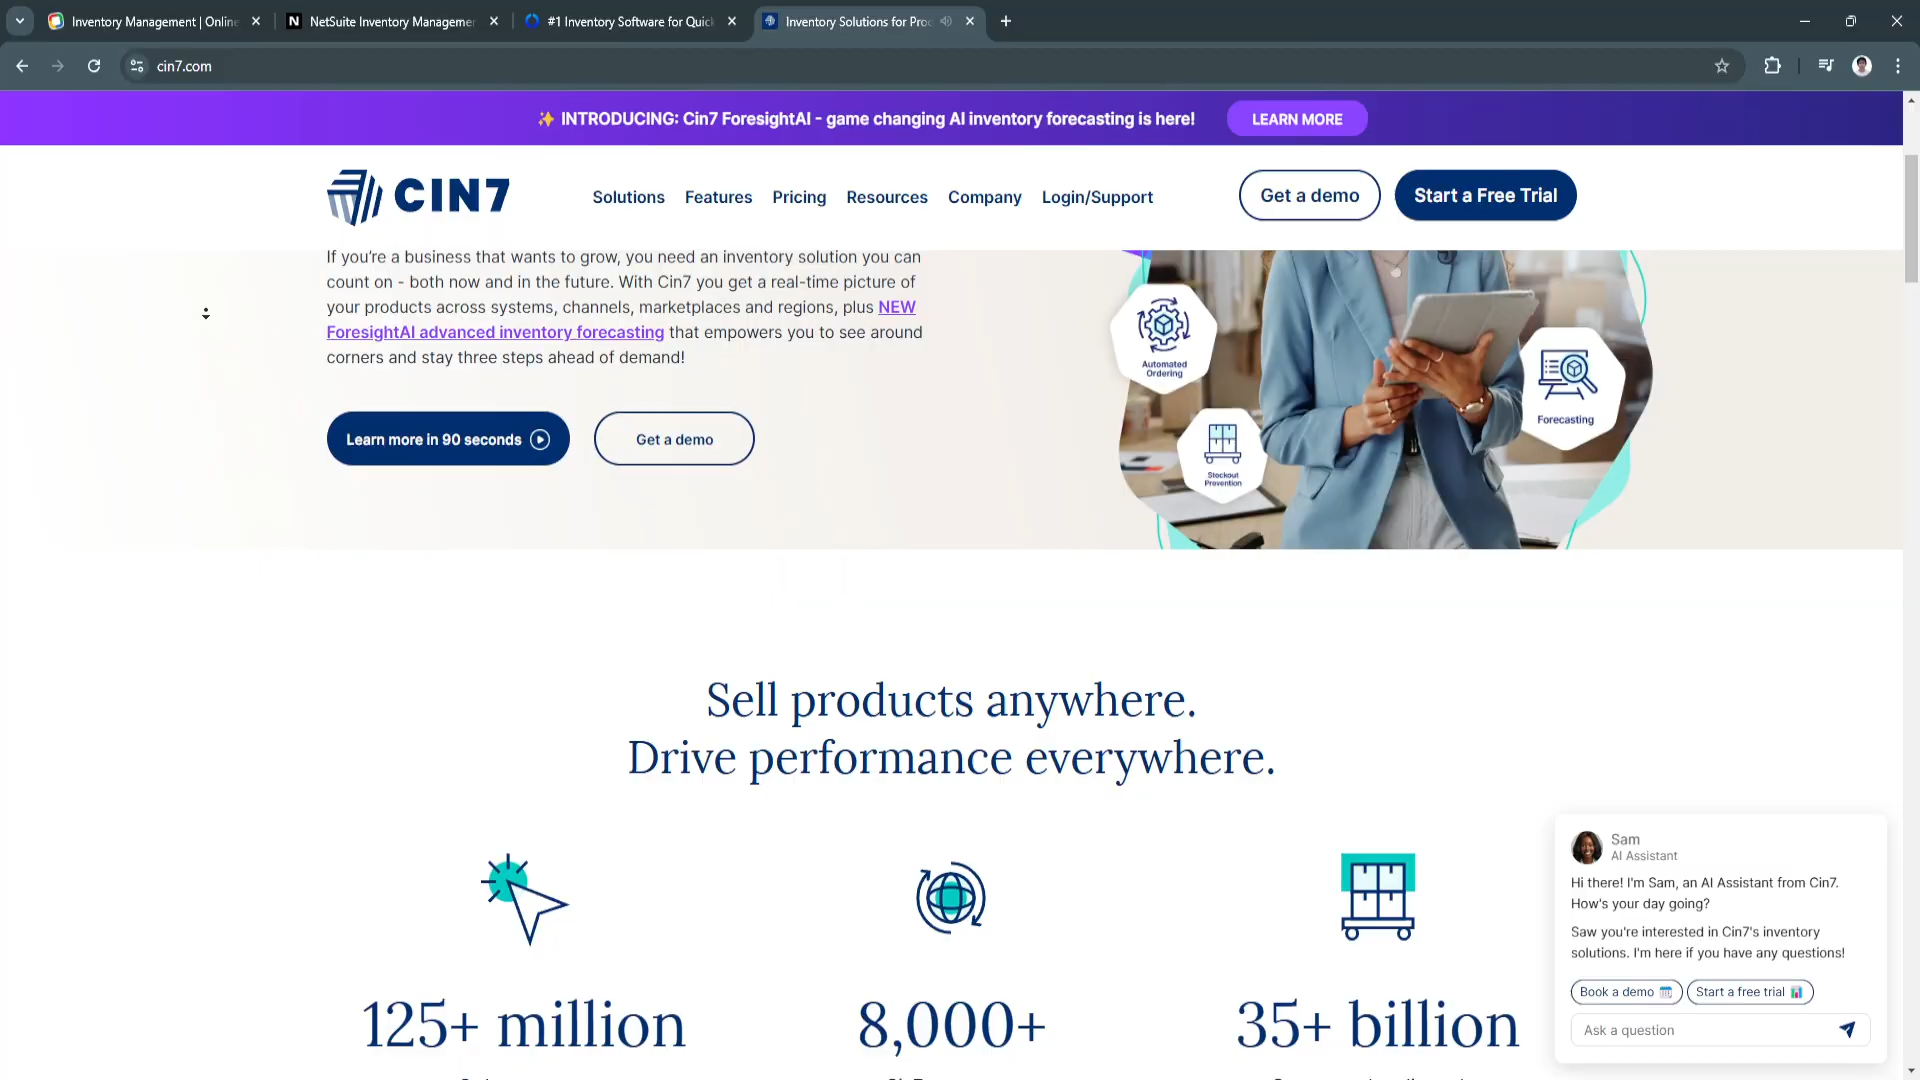 Inventory Management | Online
NetSuite Inventory Managemen
#1 Inventory Software for Quick
Inventory Solutions for Proc
cin7.com
✨ INTRODUCING: Cin7 ForesightAI - game changing AI inventory forecasting is here!
LEARN MORE
CIN7
Solutions
Features
Pricing
Resources
Company
Login/Support
Get a demo
Start a Free Trial
If you're a business that wants to grow, you need an inventory solution you can
count on - both now and in the future. With Cin7 you get a real-time picture of
your products across systems, channels, marketplaces and regions, plus NEW
ForesightAI advanced inventory forecasting that empowers you to see around
corners and stay three steps ahead of demand!
Learn more in 90 seconds
Get a demo
Automated
Ordering
Forecasting
Stockout
Prevention
Sell products anywhere.
Drive performance everywhere.
125+ million
8,000+
35+ billion
Sam
AI Assistant
Hi there! I'm Sam, an AI Assistant from Cin7.
How's your day going?
Saw you're interested in Cin7's inventory
solutions. I'm here if you have any questions!
Book a demo
Start a free trial
Ask a question